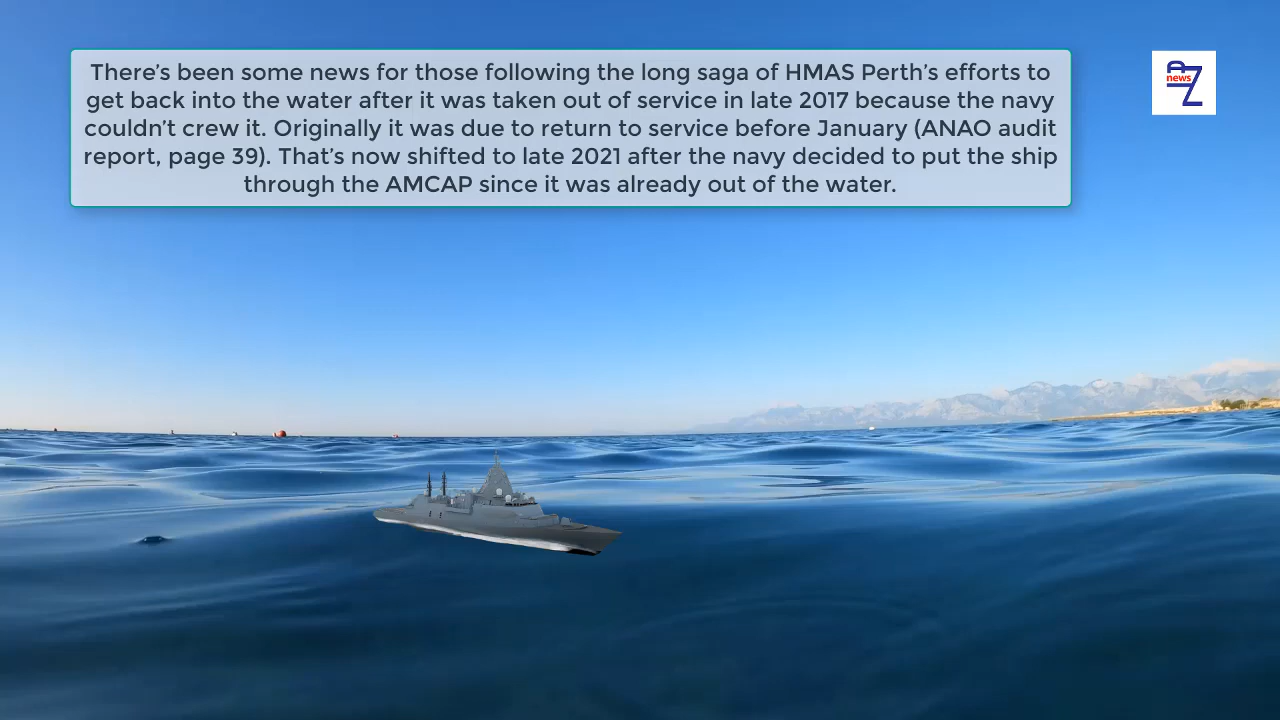 There’s been some news for those following the long saga of HMAS Perth’s efforts to
get back into the water after it was taken out of service in late 2017 because the navy
couldn’t crew it. Originally it was due to return to service before January (ANAO audit
report, page 39). That’s now shifted to late 2021 after the navy decided to put the ship
through the AMCAP since it was already out of the water.
A
news
Z